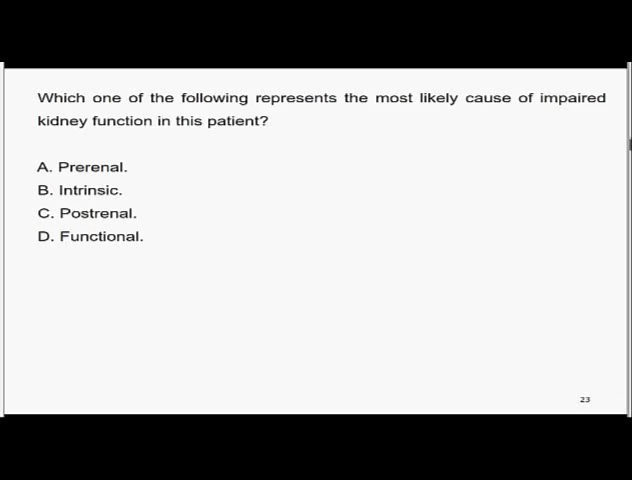 Which one of the following represents the most likely cause of impaired
kidney function in this patient?
A. Prerenal.
B. Intrinsic.
C. Postrenal.
D. Functional.
23